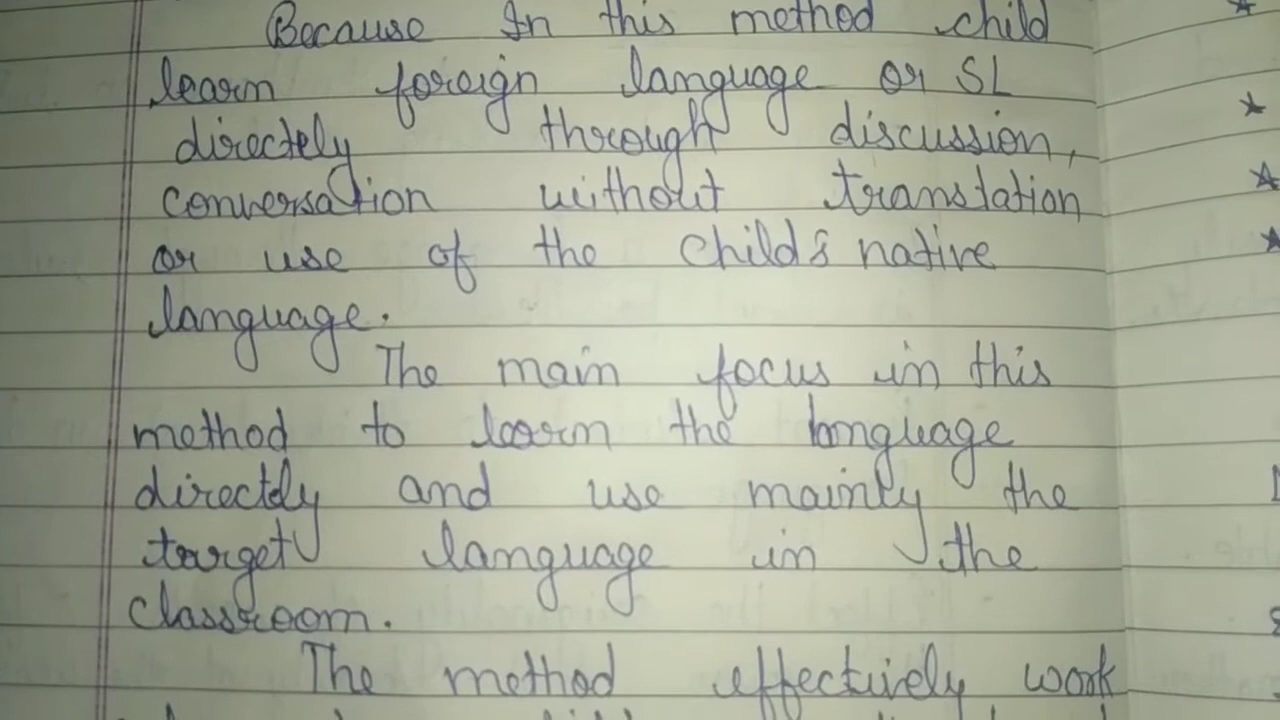 Because In this method child
learn foreign language or SL
directely through discussion,
conversation without translation
or use of the child's native
language.
The main focus in this
method to learn the language
directly and use mainly the
target language in the
classroom.
The method effectively work